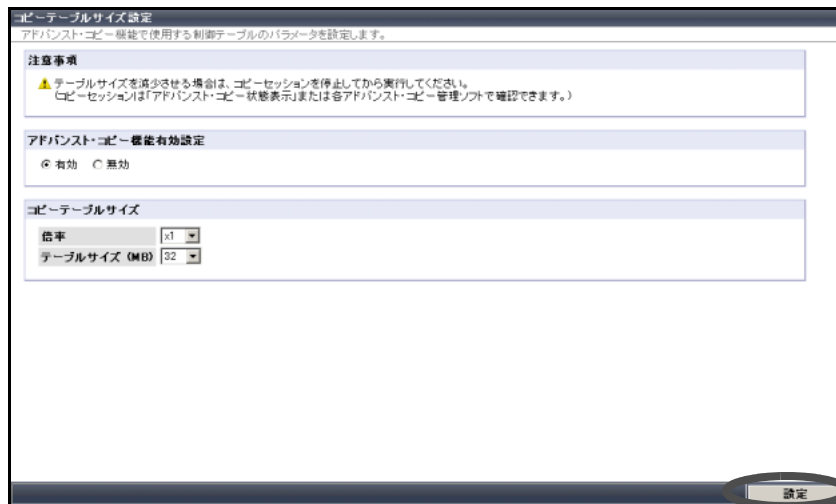 コピーテーブルサイズ設定
アドバンスト・コピー機能で使用する制御テーブルのパラメータを設定します。
注意事項
テーブルサイズを減少させる場合は、コピーセッションを停止してから実行してください。
(コピーセッションは「アドバンスト・コピー状態表示」または各アドバンスト・コピー管理ソフトで確認できます。)
アドバンスト・コピー機能有効設定
有効 無効
コピーテーブルサイズ
倍率 x1
テーブルサイズ (MB) 32
設定